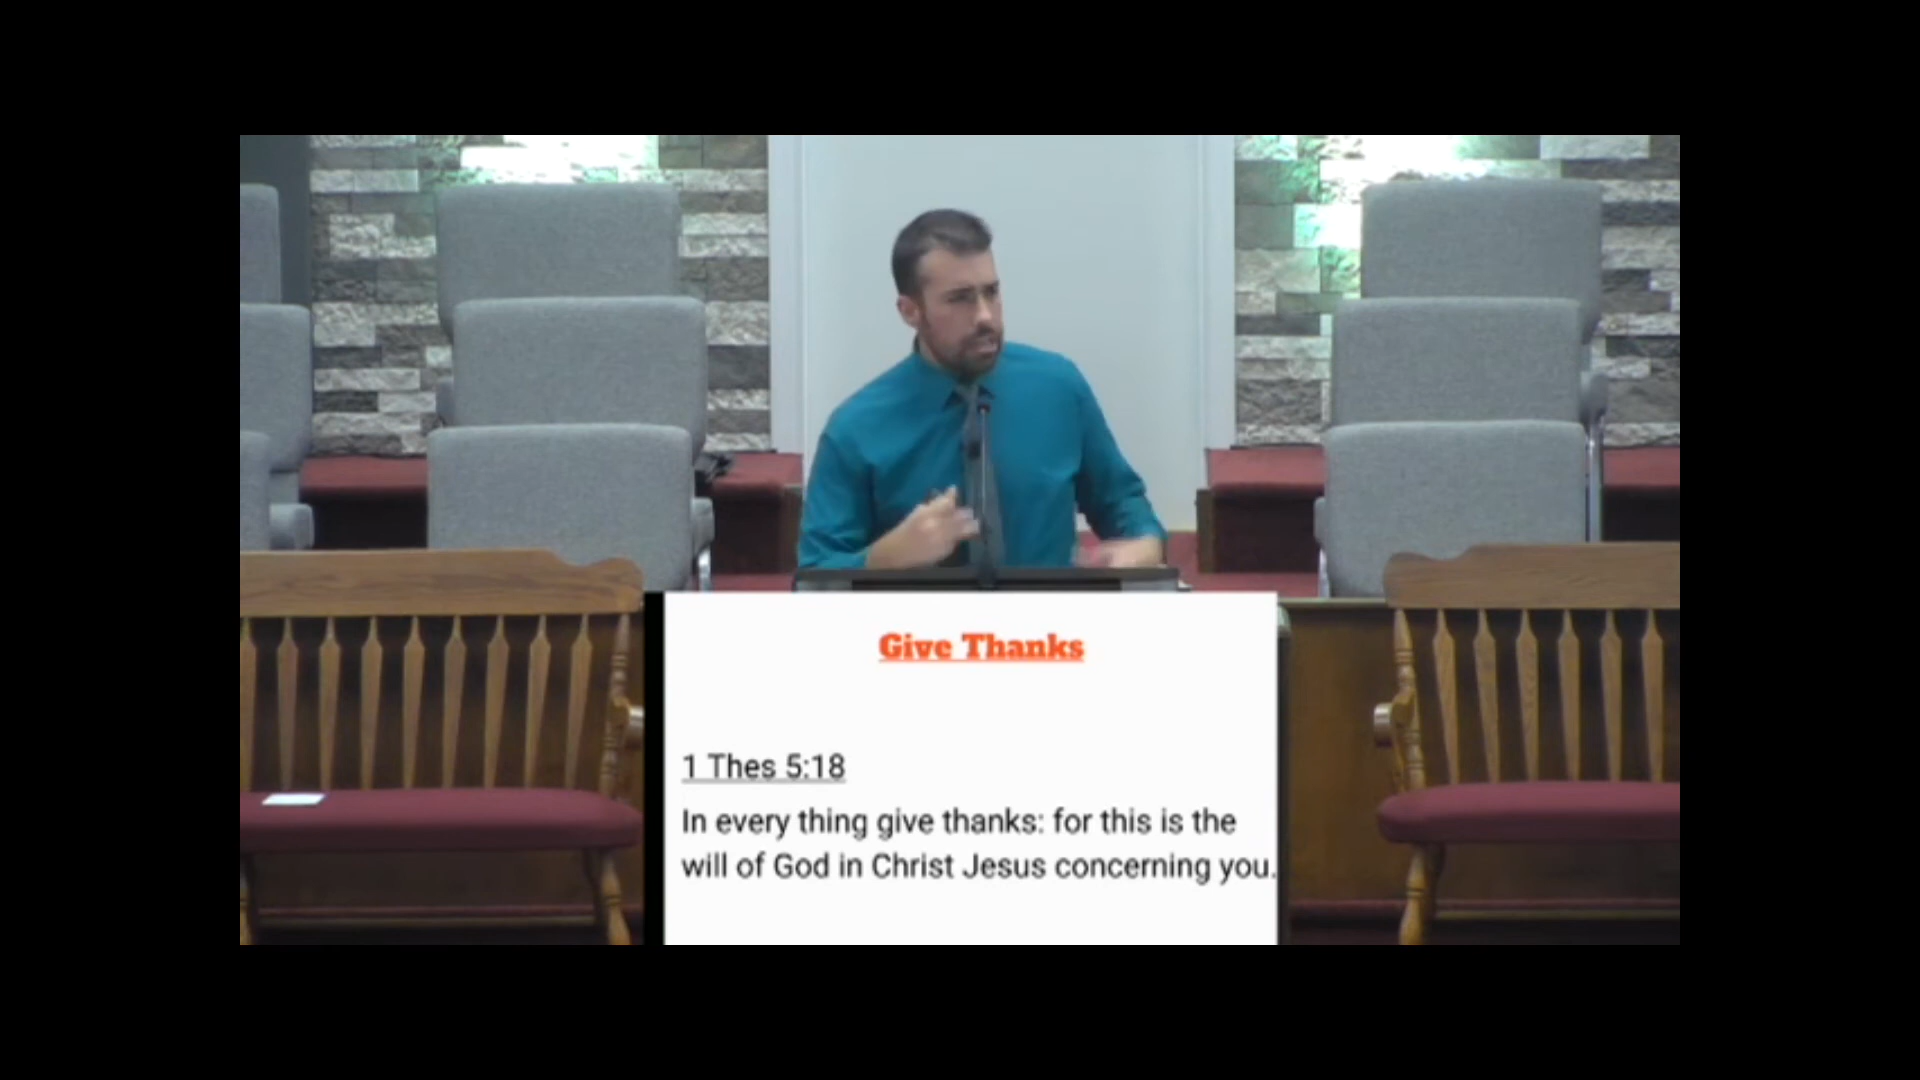 Give Thanks
1 Thes 5:18
In every thing give thanks: for this is the
will of God in Christ Jesus concerning you.